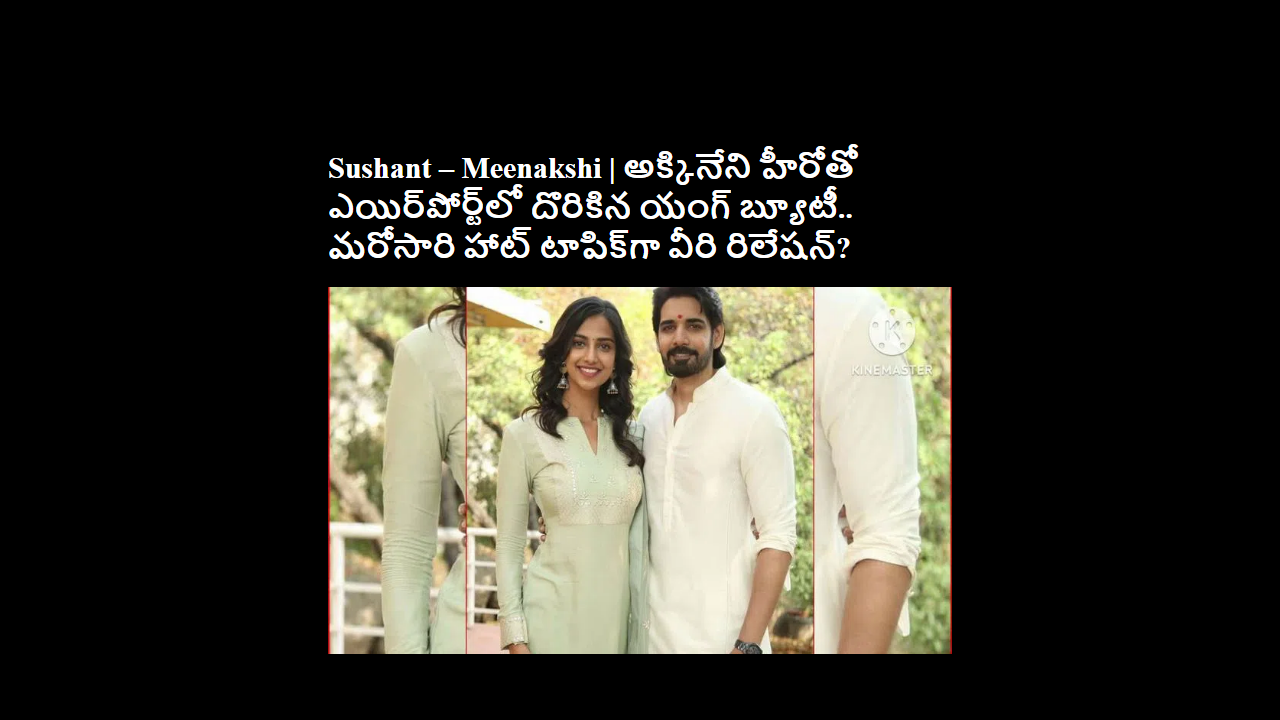 Sushant – Meenakshi | అక్కినేని హీరోతో
ఎయిర్‌పోర్ట్‌లో దొరికిన యంగ్ బ్యూటీ..
మరోసారి హాట్ టాపిక్‌గా వీరి రిలేషన్?
K
KINEMASTER